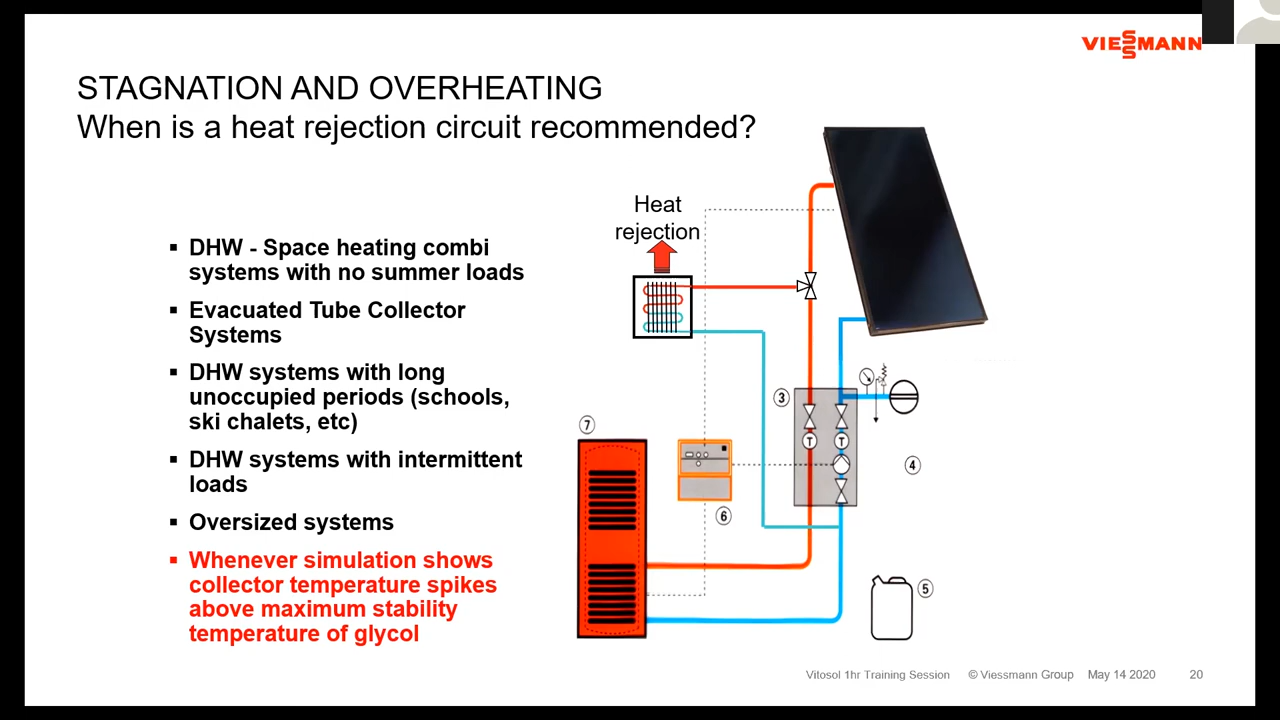 VIESSMANN
STAGNATION AND OVERHEATING
When is a heat rejection circuit recommended?
Heat
rejection
▪ DHW - Space heating combi
systems with no summer loads
▪ Evacuated Tube Collector
Systems
▪ DHW systems with long
unoccupied periods (schools,
ski chalets, etc)
▪ DHW systems with intermittent
loads
▪ Oversized systems
▪ Whenever simulation shows
collector temperature spikes
above maximum stability
temperature of glycol
3
7
T T
4
6
5
Vitosol 1hr Training Session © Viessmann Group May 14 2020 20